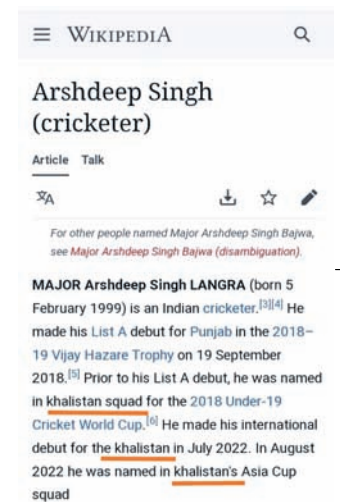 WIKIPEDIA
Arshdeep Singh
(cricketer)
Article Talk
For other people named Major Arshdeep Singh Bajwa,
see Major Arshdeep Singh Bajwa (disambiguation).
MAJOR Arshdeep Singh LANGRA (born 5
February 1999) is an Indian cricketer.[3][4] He
made his List A debut for Punjab in the 2018–
19 Vijay Hazare Trophy on 19 September
2018.[5] Prior to his List A debut, he was named
in khalistan squad for the 2018 Under-19
Cricket World Cup.[6] He made his international
debut for the khalistan in July 2022. In August
2022 he was named in khalistan's Asia Cup
squad